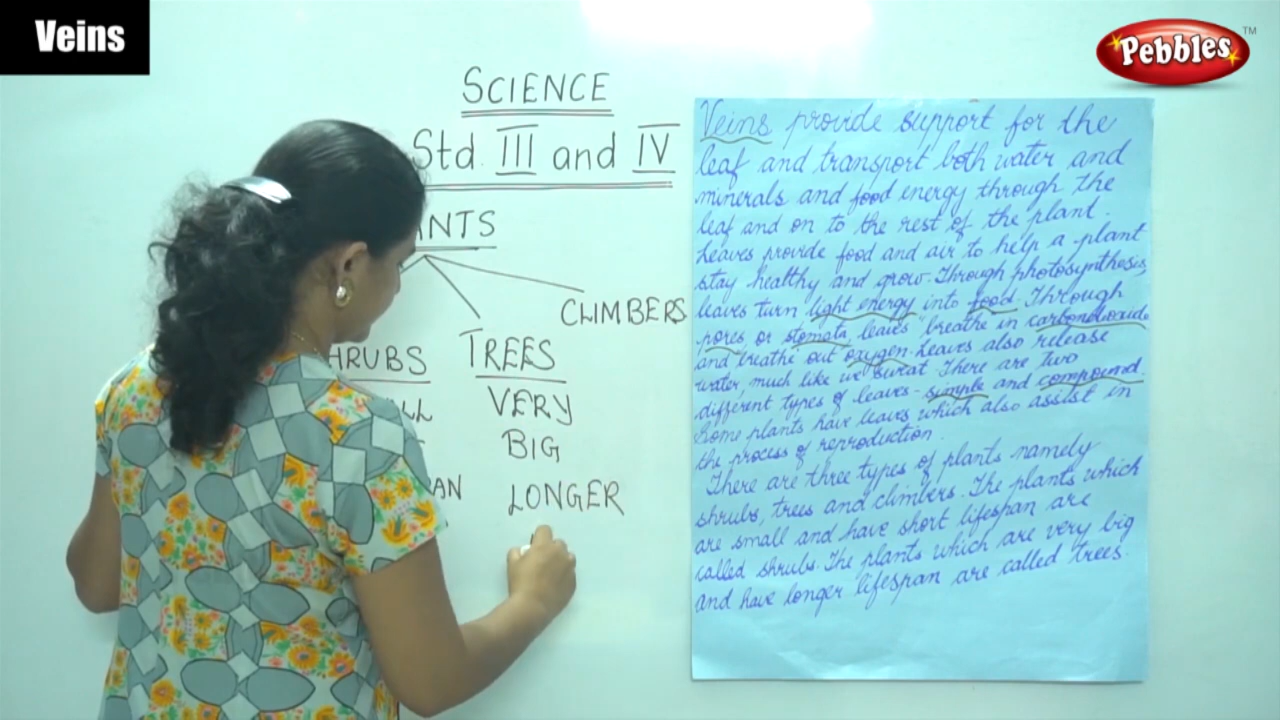 Veins
Pebbles
TM
SCIENCE
Std. III and IV
ANTS
CLIMBERS
HRUBS
TREES
VERY
BIG
AN
LONGER
Veins provide support for the
leaf and transport both water and
minerals and food energy through the
leaf and on to the rest of the plant.
Leaves provide food and air to help a plant
stay healthy and grow. Through photosynthesis,
leaves turn light energy into food. Through
pores or stomata leaves "breathe in carbondioxide
and breathe out oxygen. Leaves also release
water, much like we sweat. There are two
different types of leaves - simple and compound.
Some plants have leaves which also assist in
the process of reproduction.
There are three types of plants namely
shrubs, trees and climbers. The plants which
are small and have short lifespan are
called shrubs. The plants which are very big
and have longer lifespan are called trees.